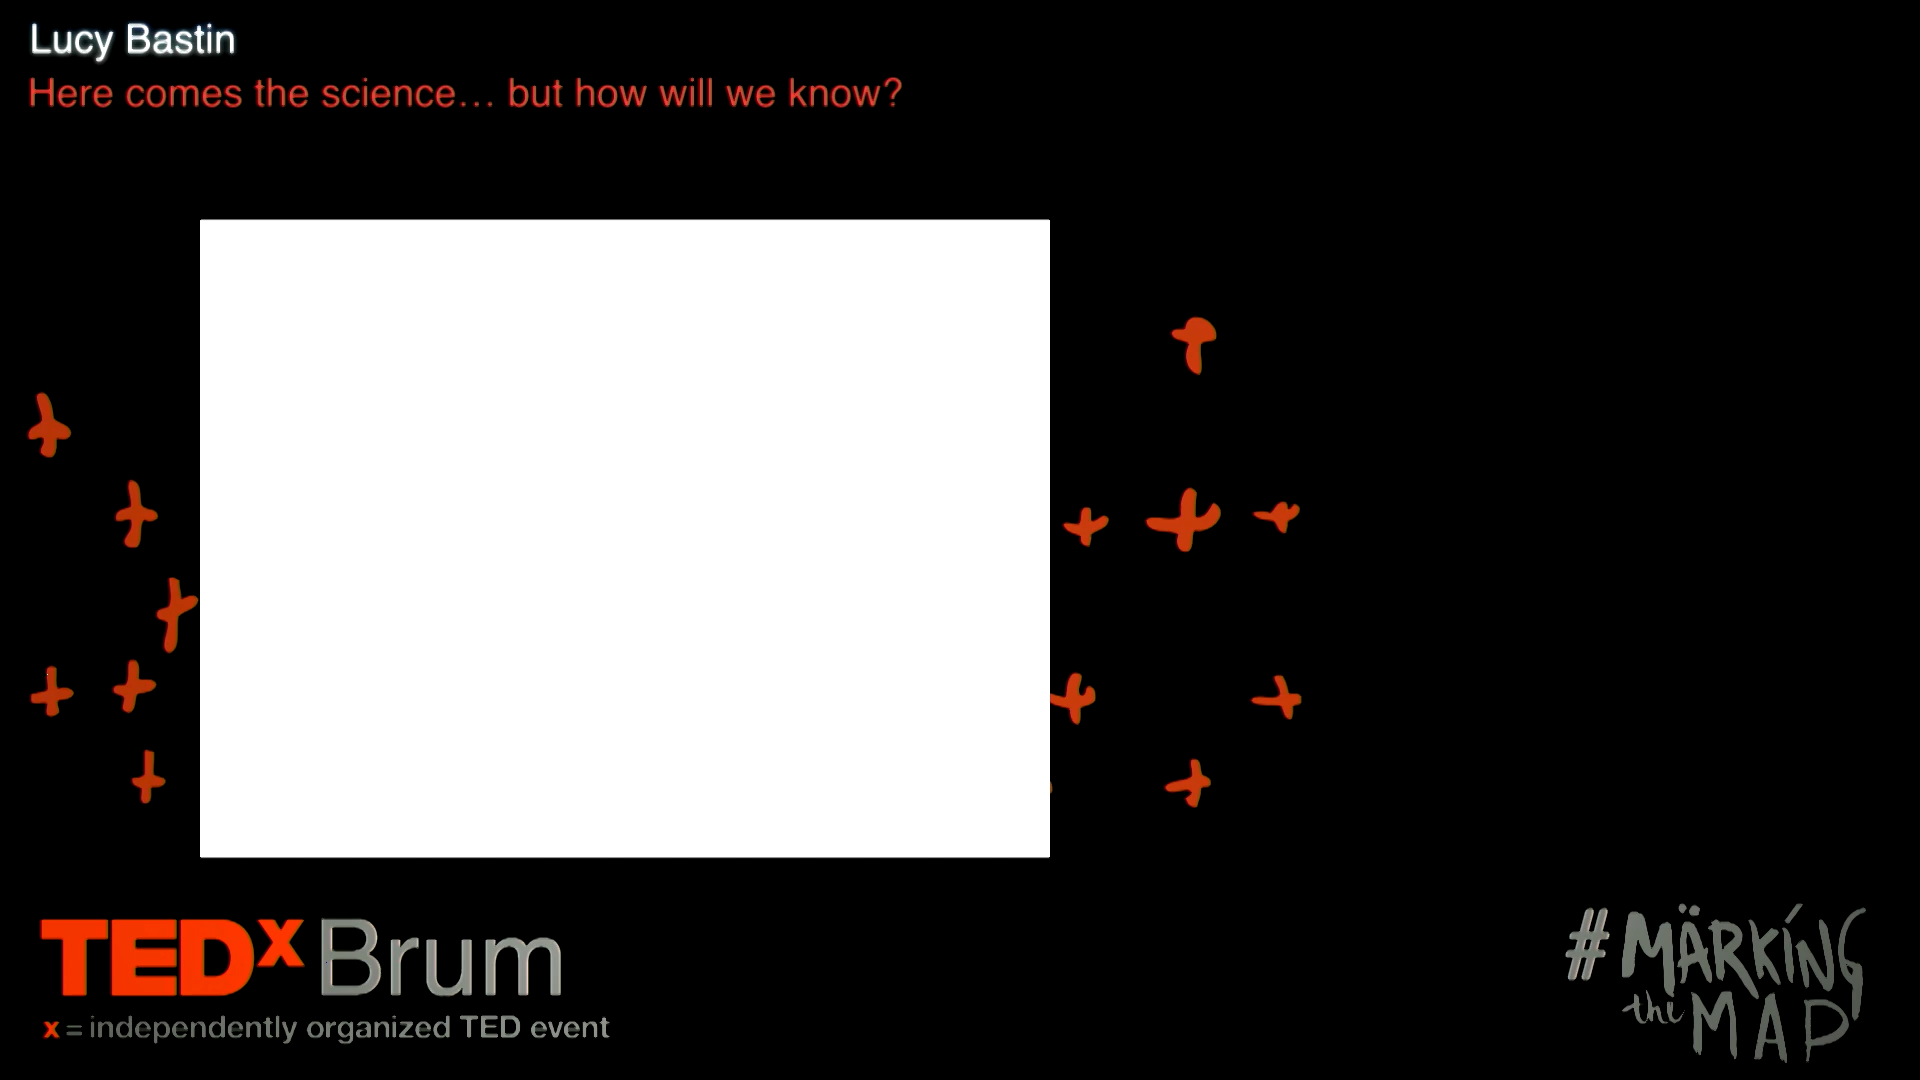 Lucy Bastin
Here comes the science… but how will we know?
TEDx Brum
x = independently organized TED event
#MÄRKÍNG
the MAP